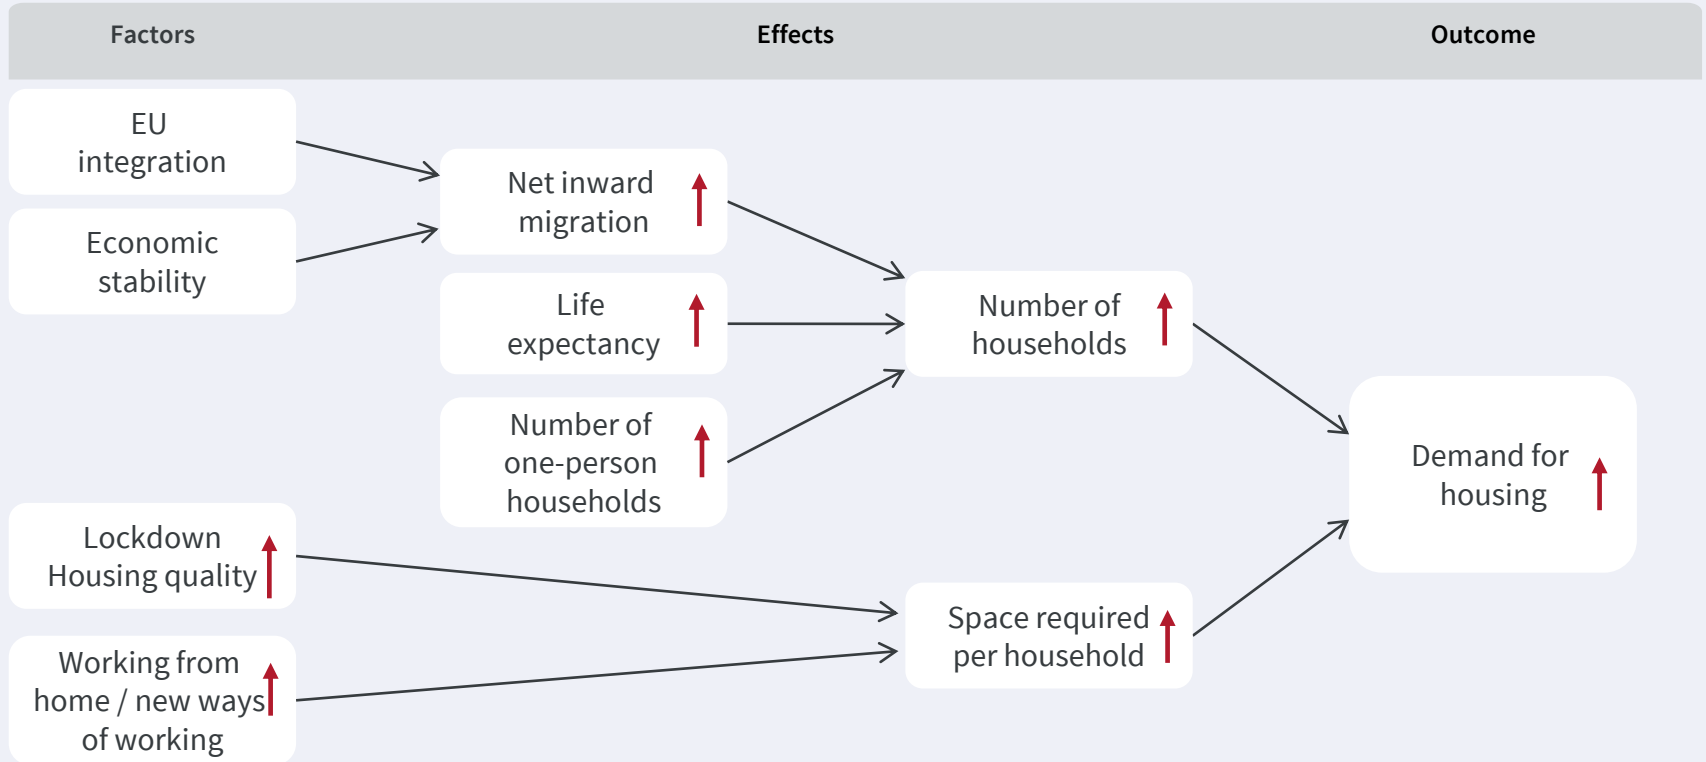 Factors
Effects
Outcome
EU
integration
Economic
stability
Net inward
migration
Life
expectancy
Number of
one-person
households
Number of
households
Lockdown
Housing quality
Working from
home / new ways
of working
Space required
per household
Demand for
housing